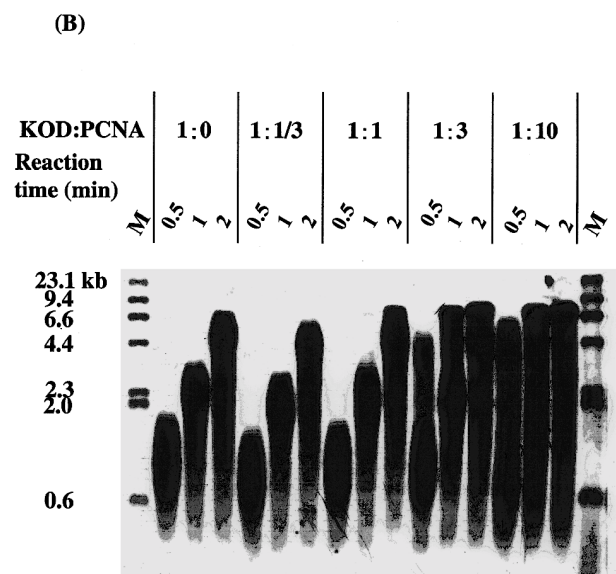 (B)
KOD:PCNA 1:0 1:1/3 1:1 1:3 1:10
Reaction
time (min)
M 0.5 1 2 0.5 1 2 0.5 1 2 0.5 1 2 0.5 1 2 M
23.1 kb
9.4
6.6
4.4
2.3
2.0
0.6